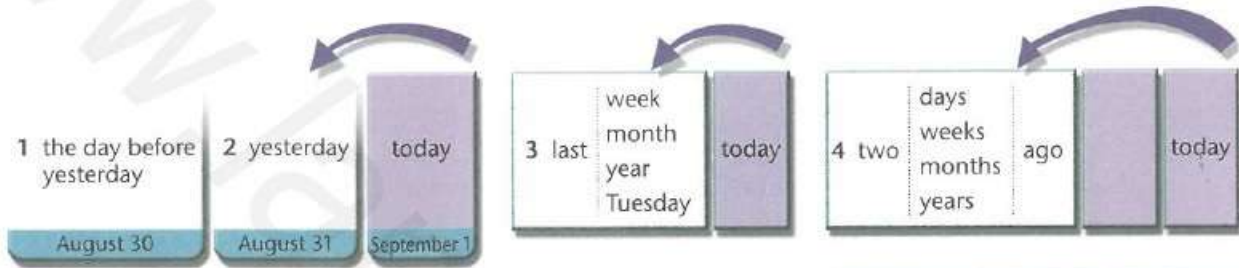 1 the day before yesterday
August 30
2 yesterday
August 31
today
September 1
3 last
week
month
year
Tuesday
today
4 two
days
weeks
months
years
ago
today